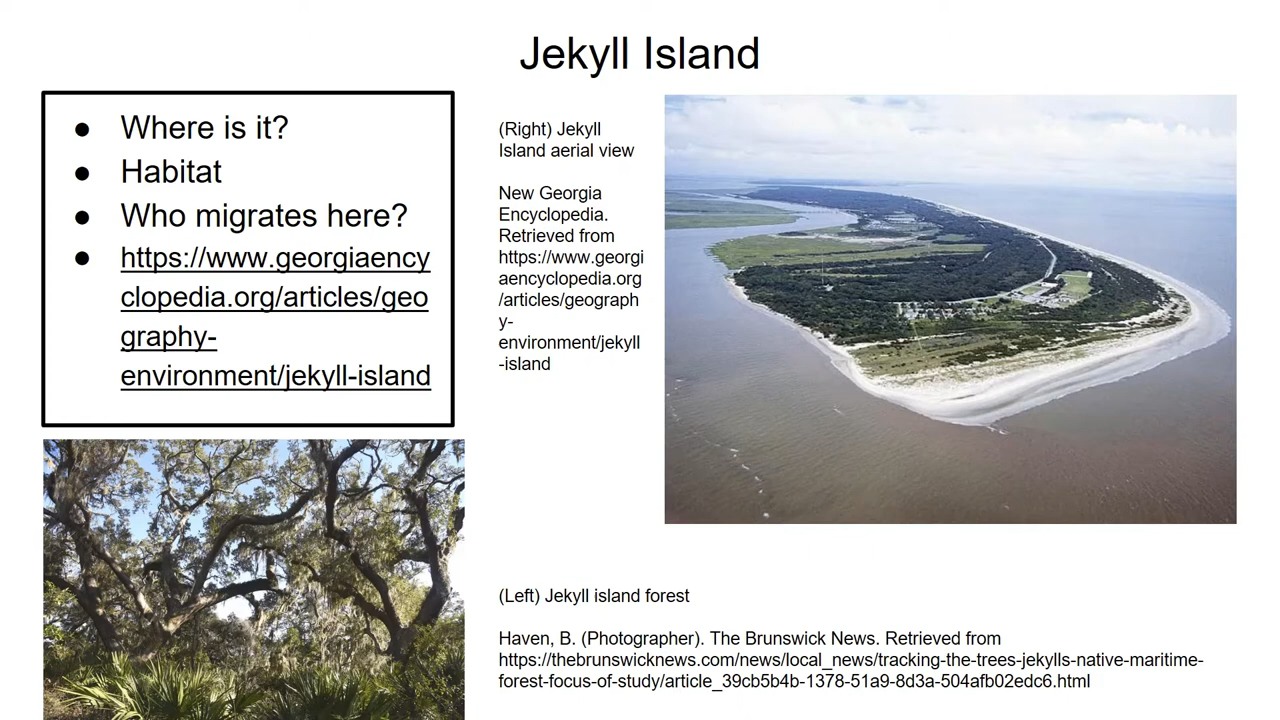 Jekyll Island
● Where is it?
● Habitat
● Who migrates here?
● https://www.georgiaency
clopedia.org/articles/geo
graphy-
environment/jekyll-island
(Right) Jekyll
Island aerial view
New Georgia
Encyclopedia.
Retrieved from
https://www.georgi
aencyclopedia.org
/articles/geograph
y-
environment/jekyll
-island
(Left) Jekyll island forest
Haven, B. (Photographer). The Brunswick News. Retrieved from
https://thebrunswicknews.com/news/local_news/tracking-the-trees-jekylls-native-maritime-
forest-focus-of-study/article_39cb5b4b-1378-51a9-8d3a-504afb02edc6.html